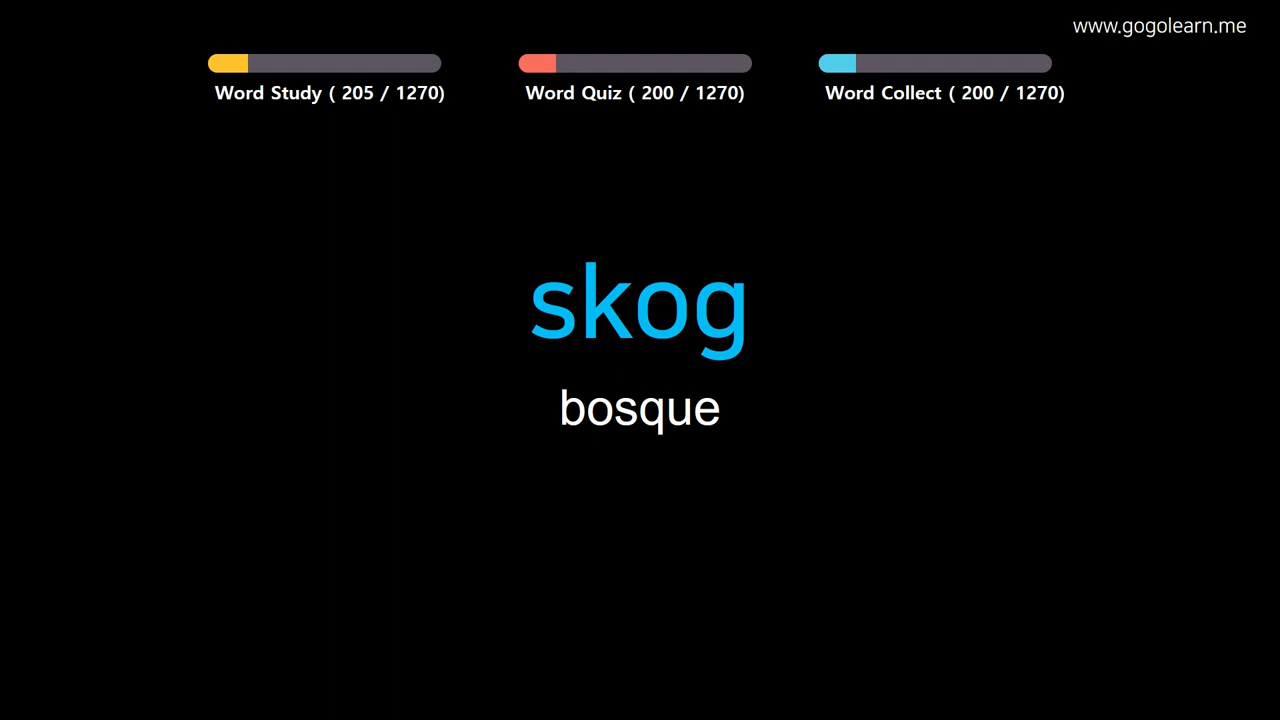 www.gogolearn.me
Word Study ( 205 / 1270)
Word Quiz ( 200 / 1270)
Word Collect ( 200 / 1270)
skog
bosque